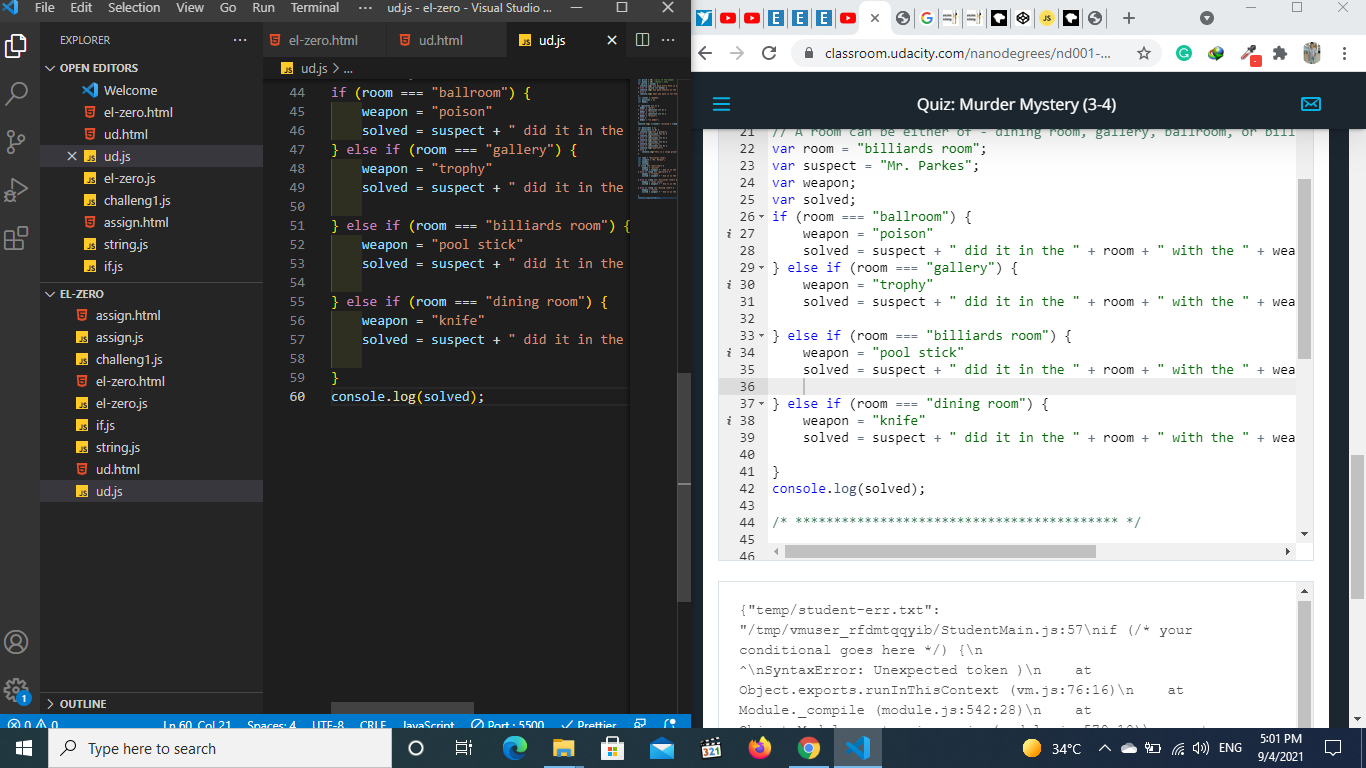 File Edit Selection View Go Run Terminal ··· ud.js - el-zero - Visual Studio ...
EXPLORER ···
OPEN EDITORS
Welcome
el-zero.html
ud.html
ud.js
el-zero.js
challeng1.js
assign.html
string.js
if.js
EL-ZERO
assign.html
assign.js
challeng1.js
el-zero.html
el-zero.js
if.js
string.js
ud.html
ud.js
OUTLINE
el-zero.html ud.html ud.js ···
ud.js > ...
44 if (room === "ballroom") {
45 weapon = "poison"
46 solved = suspect + " did it in the
47 } else if (room === "gallery") {
48 weapon = "trophy"
49 solved = suspect + " did it in the
50
51 } else if (room === "billiards room") {
52 weapon = "pool stick"
53 solved = suspect + " did it in the
54
55 } else if (room === "dining room") {
56 weapon = "knife"
57 solved = suspect + " did it in the
58
59 }
60 console.log(solved);
0 0 Ln 60, Col 21 Spaces: 4 UTF-8 CRLF JavaScript Port : 5500 Prettier
1
classroom.udacity.com/nanodegrees/nd001-...
Quiz: Murder Mystery (3-4)
21 // A room can be either of - dining room, gallery, ballroom, or bill
22 var room = "billiards room";
23 var suspect = "Mr. Parkes";
24 var weapon;
25 var solved;
26 if (room === "ballroom") {
i 27 weapon = "poison"
28 solved = suspect + " did it in the " + room + " with the " + wea
29 } else if (room === "gallery") {
i 30 weapon = "trophy"
31 solved = suspect + " did it in the " + room + " with the " + wea
32
33 } else if (room === "billiards room") {
i 34 weapon = "pool stick"
35 solved = suspect + " did it in the " + room + " with the " + wea
36
37 } else if (room === "dining room") {
i 38 weapon = "knife"
39 solved = suspect + " did it in the " + room + " with the " + wea
40
41 }
42 console.log(solved);
43
44 /* ****************************************** */
45
46
{"temp/student-err.txt":
"/tmp/vmuser_rfdmtqqyib/StudentMain.js:57\nif (/* your
conditional goes here */) {\n
^\nSyntaxError: Unexpected token )\n at
Object.exports.runInThisContext (vm.js:76:16)\n at
Module._compile (module.js:542:28)\n at
Type here to search
34°C ENG 5:01 PM
9/4/2021